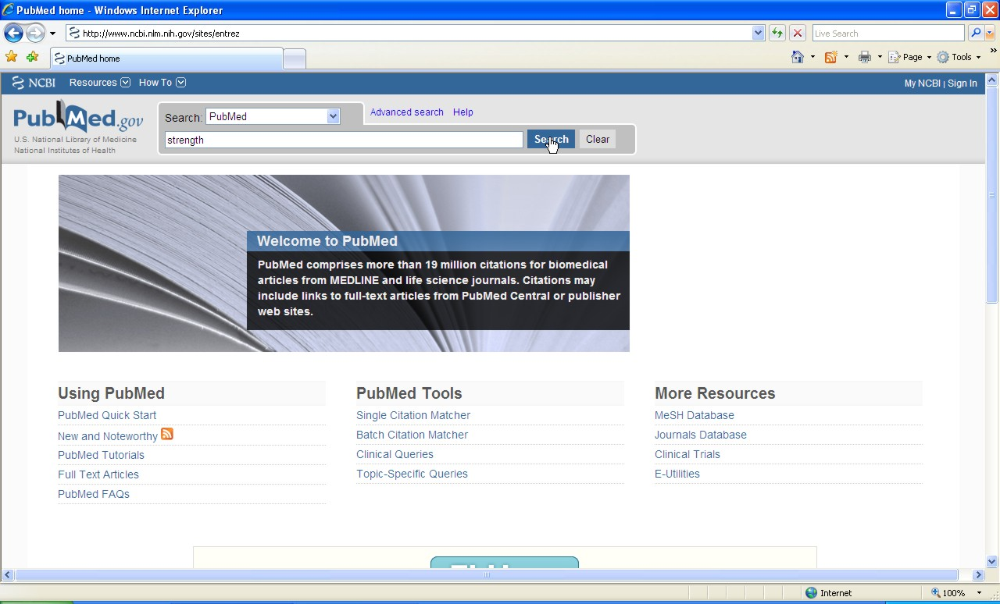 PubMed home - Windows Internet Explorer
http://www.ncbi.nlm.nih.gov/sites/entrez
Live Search
PubMed home
Page
Tools
NCBI Resources How To
My NCBI | Sign In
PubMed.gov
U.S. National Library of Medicine
National Institutes of Health
Search: PubMed
Advanced search Help
strength
Search Clear
Welcome to PubMed
PubMed comprises more than 19 million citations for biomedical
articles from MEDLINE and life science journals. Citations may
include links to full-text articles from PubMed Central or publisher
web sites.
Using PubMed
PubMed Quick Start
New and Noteworthy
PubMed Tutorials
Full Text Articles
PubMed FAQs
PubMed Tools
Single Citation Matcher
Batch Citation Matcher
Clinical Queries
Topic-Specific Queries
More Resources
MeSH Database
Journals Database
Clinical Trials
E-Utilities
Internet
100%